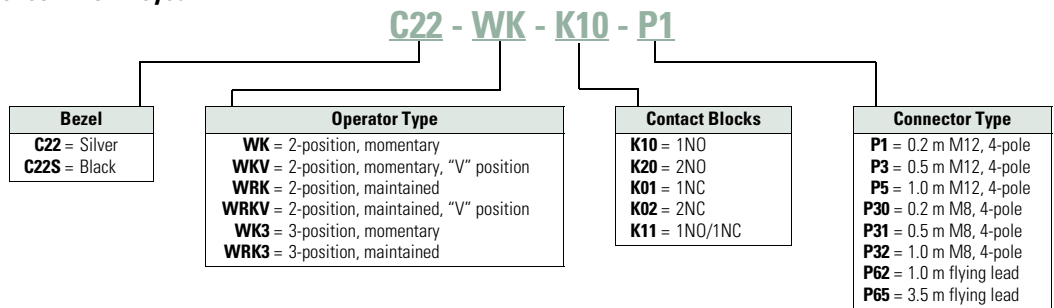 C22 - WK - K10 - P1
Bezel
C22 = Silver
C22S = Black
Operator Type
WK = 2-position, momentary
WKV = 2-position, momentary, “V” position
WRK = 2-position, maintained
WRKV = 2-position, maintained, “V” position
WK3 = 3-position, momentary
WRK3 = 3-position, maintained
Contact Blocks
K10 = 1NO
K20 = 2NO
K01 = 1NC
K02 = 2NC
K11 = 1NO/1NC
Connector Type
P1 = 0.2 m M12, 4-pole
P3 = 0.5 m M12, 4-pole
P5 = 1.0 m M12, 4-pole
P30 = 0.2 m M8, 4-pole
P31 = 0.5 m M8, 4-pole
P32 = 1.0 m M8, 4-pole
P62 = 1.0 m flying lead
P65 = 3.5 m flying lead